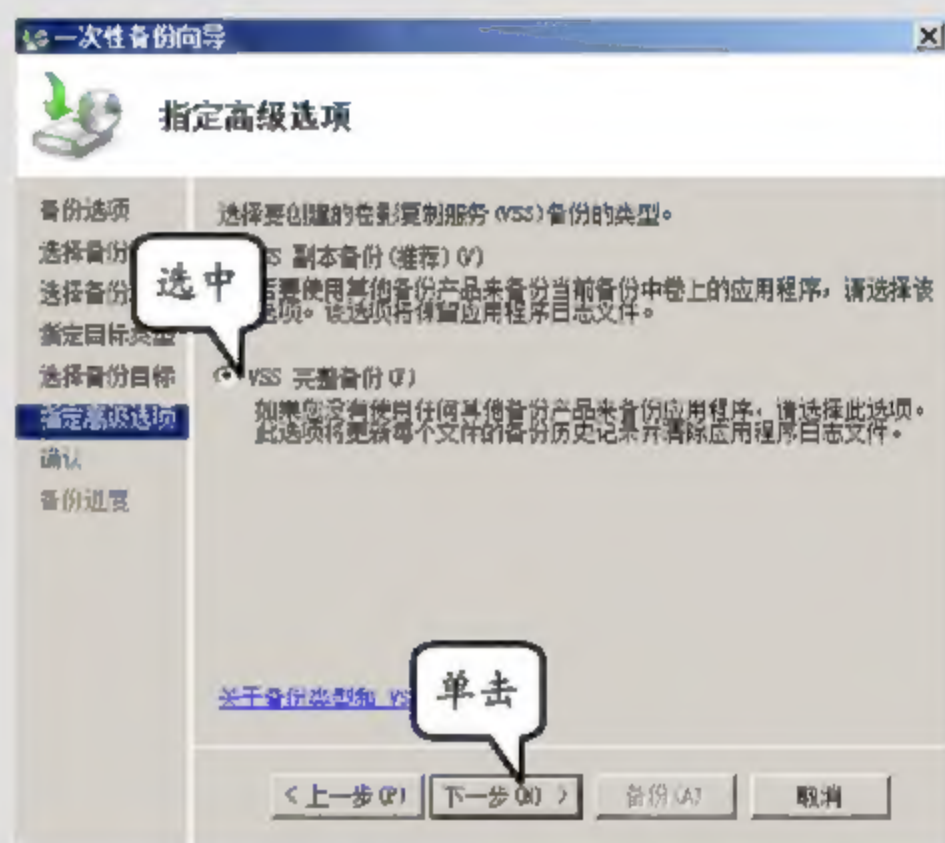 一次性备份向导
指定高级选项
备份选项
选择备份
选择备份
指定目标类型
选择备份目标
指定高级选项
确认
备份进度
选择要创建的卷影复制服务(VSS)备份的类型。
SS 副本备份(推荐)(V)
若要使用其他备份产品来备份当前备份中卷上的应用程序，请选择该
选项。该选项将保留应用程序日志文件。
VSS 完整备份(F)
如果您没有使用任何其他备份产品来备份应用程序，请选择此选项。
此选项将更新每个文件的备份历史记录并清除应用程序日志文件。
选中
关于备份类型和 VS
单击
< 上一步(P)
下一步(N) >
备份(A)
取消